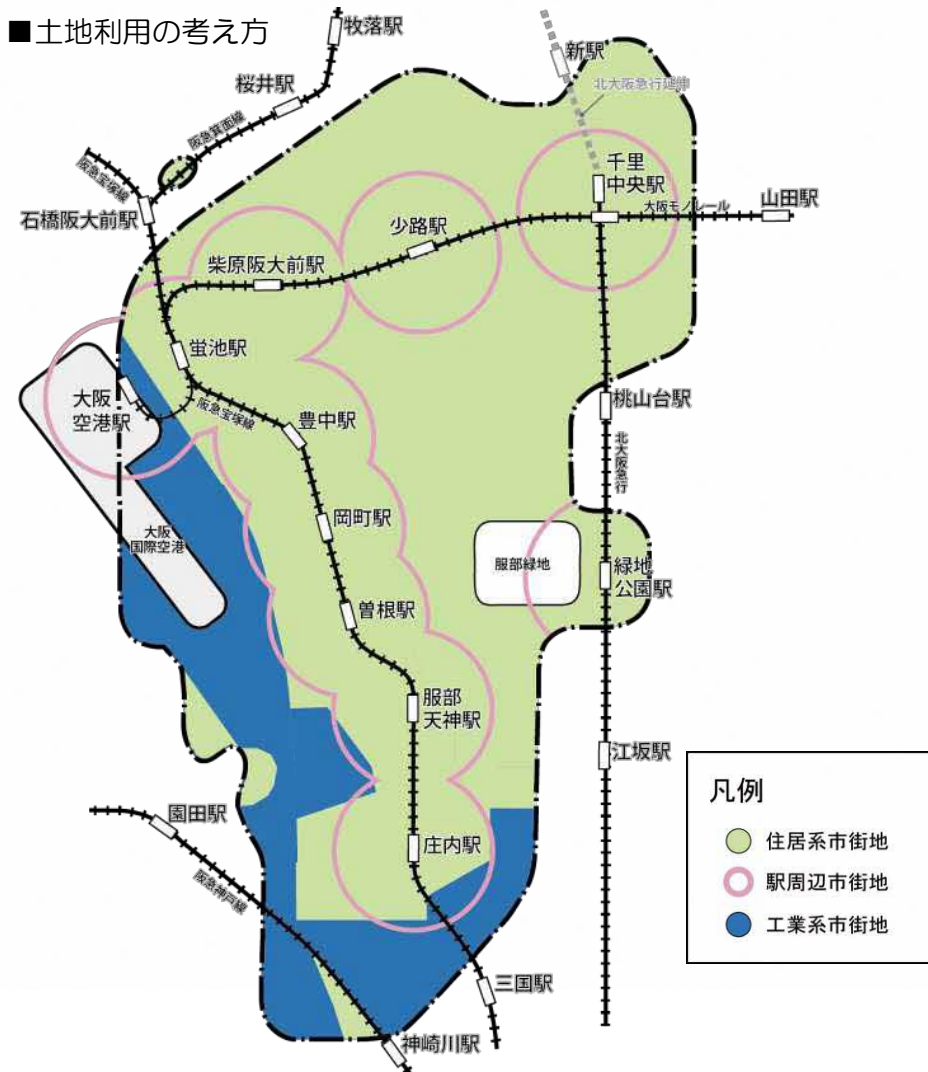 ■土地利用の考え方
牧落駅
新駅
桜井駅
北大阪急行延伸
阪急箕面線
阪急宝塚線
千里
中央駅
大阪モノレール
山田駅
石橋阪大前駅
少路駅
柴原阪大前駅
蛍池駅
大阪
空港駅
阪急宝塚線
豊中駅
桃山台駅
北大阪急行
岡町駅
大阪
国際空港
服部緑地
緑地
公園駅
曽根駅
服部
天神駅
江坂駅
園田駅
庄内駅
阪急神戸線
三国駅
神崎川駅
凡例
住居系市街地
駅周辺市街地
工業系市街地